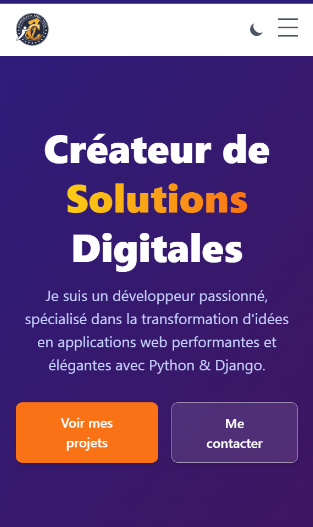 Créateur de
Solutions
Digitales
Je suis un développeur passionné,
spécialisé dans la transformation d'idées
en applications web performantes et
élégantes avec Python & Django.
Voir mes
projets
Me
contacter